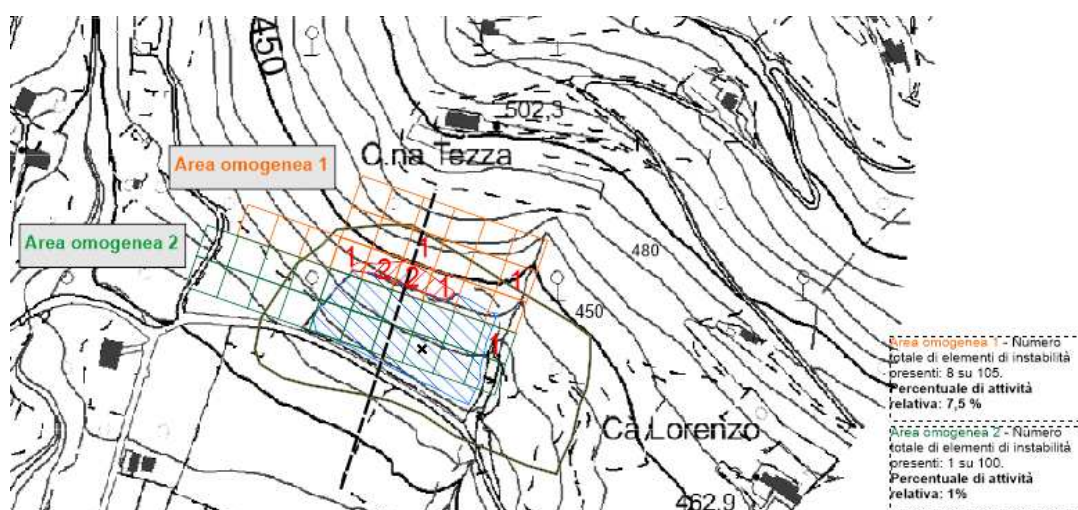 450
502,3
C.na Tezza
Area omogenea 1
Area omogenea 2
480
1
1
2
2
1
1
450
1
Area omogenea 1 - Numero
totale di elementi di instabilità
presenti: 8 su 105.
Percentuale di attività
relativa: 7,5 %
Ca Lorenzo
Area omogenea 2 - Numero
totale di elementi di instabilità
presenti: 1 su 100.
Percentuale di attività
relativa: 1%
462,9